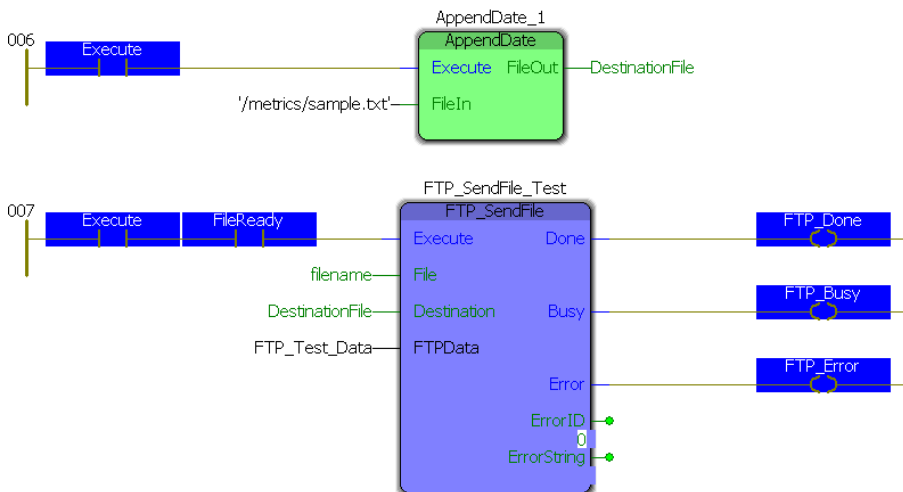 AppendDate_1
006
Execute
AppendDate
Execute FileOut DestinationFile
'/metrics/sample.txt' FileIn
FTP_SendFile_Test
007
Execute FileReady FTP_SendFile FTP_Done
Execute Done
filename File
FTP_Busy
DestinationFile Destination Busy
FTP_Test_Data FTPData
FTP_Error
Error
ErrorID
0
ErrorString